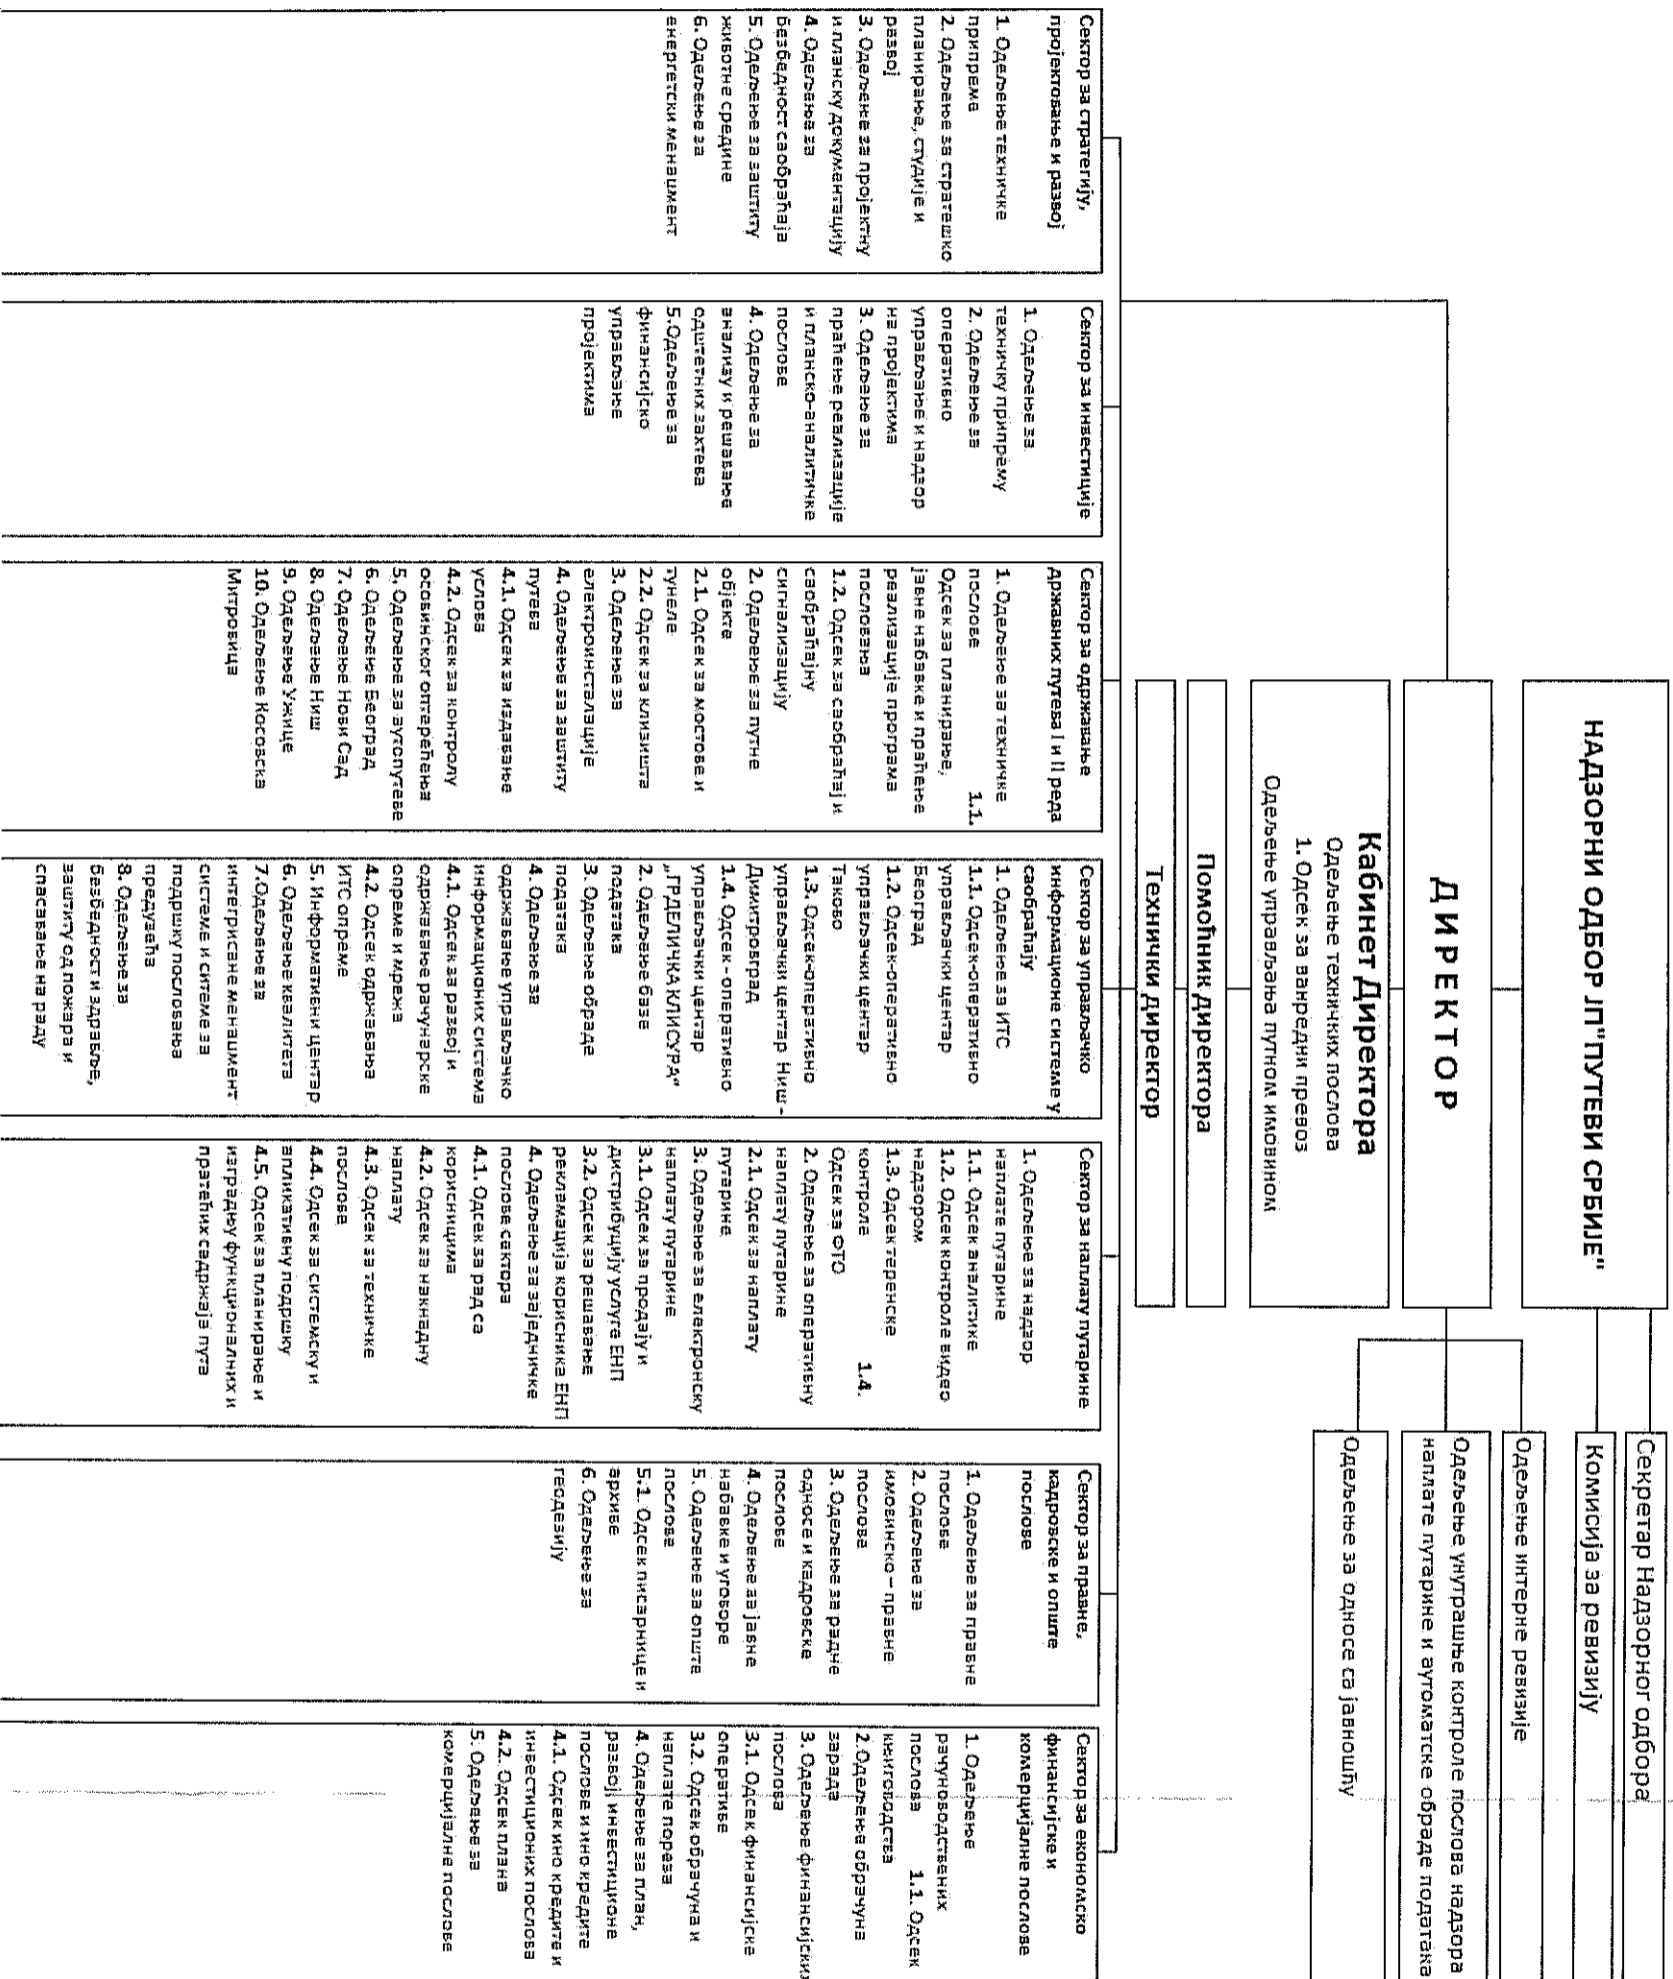 НАДЗОРНИ ОДБОР ЈП"ПУТЕВИ СРБИЈЕ"
Секретар Надзорног одбора
Комисија за ревизију
ДИРЕКТОР
Одељење интерне ревизије
Одељење унутрашње контроле послова надзора
наплате путарине и аутоматске обраде података
Одељење за односе са јавношћу
Кабинет Директора
Одељење техничких послова
1. Одсек за ванредни превоз
Одељење управљања путном имовином
Помоћник директора
Технички директор
Сектор за стратегију,
пројектовање и развој
1. Одељење техничке
припрема
2. Одељење за стратешко
планирање, студије и
развој
3. Одељење за пројектну
и планску документацију
4. Одељење за
безбедност саобраћаја
5. Одељење за заштиту
животне средине
6. Одељење за
енергетски менаџмент
Сектор за инвестиције
1. Одељење за
техничку припрему
2. Одељење за
оперативно
управљање и надзор
на пројектима
3. Одељење за
праћење реализације
и планско-аналитичке
послове
4. Одељење за
анализу и решавање
одштетних захтева
5.Одељење за
финансијско
управљање
пројектима
Сектор за одржавање
државних путева I и II реда
1. Одељење за техничке
послове 1.1.
Одсек за планирање,
јавне набавке и праћење
реализације програма
пословања
1.2. Одсек за саобраћај и
саобраћајну
сигнализацију
2. Одељење за путне
објекте
2.1. Одсек за мостове и
тунеле
2.2. Одсек за клизишта
3. Одељење за
електроинсталације
4. Одељење за заштиту
путева
4.1. Одсек за издавање
услова
4.2. Одсек за контролу
осовинског оптерећења
5. Одељење за аутопутеве
6. Одељење Београд
7. Одељење Нови Сад
8. Одељење Ниш
9. Одељење Ужице
10. Одељење Косовска
Митровица
Сектор за управљачко
информационе системе у
саобраћају
1. Одељење за ИТС
1.1. Одсек-оперативно
управљачки центар
Београд
1.2. Одсек-оперативно
управљачки центар
Таково
1.3. Одсек-оперативно
управљачки центар Ниш-
Димитровград
1.4. Одсек - оперативно
управљачки центар
„ГРДЕЛИЧКА КЛИСУРА"
2. Одељење базе
података
3 Одељење обраде
података
4. Одељење за
одржавање управљачко
информационих система
4.1. Одсек за развој и
одржавање рачунарске
опреме и мрежа
4.2. Одсек одржавања
ИТС опреме
5. Информативни центар
6. Одељење квалитета
7.Одељење за
интегрисане менаџмент
системе и ситеме за
подршку пословања
предузећа
8. Одељење за
безбедност и здравље,
заштиту од пожара и
спасавање на раду
Сектор за наплату путарине
1. Одељење за надзор
наплате путарине
1.1. Одсек аналитике
1.2. Одсек контроле видео
надзором
1.3. Одсек теренске
контроле 1.4.
Одсек за ФТО
2. Одељење за оперативну
наплату путарине
2.1. Одсек за наплату
путарине
3. Одељење за електронску
наплату путарине
3.1. Одсек за продају и
дистрибуцију услуге ЕНП
3.2. Одсек за решавање
рекламација корисника ЕНП
4. Одељење за заједничке
послове сектора
4.1. Одсек за рад са
корисницима
4.2. Одсек за накнадну
наплату
4.3. Одсек за техничке
послове
4.4. Одсек за системску и
апликативну подршку
4.5. Одсек за планирање и
изградњу функционалних и
пратећих садржаја пута
Сектор за правне,
кадровске и опште
послове
1. Одељење за правне
послове
2. Одељење за
имовинско – правне
послове
3. Одељење за радне
односе и кадровске
послове
4. Одељење за јавне
набавке и уговоре
5. Одељење за опште
послове
5.1. Одсек писарнице и
архиве
6. Одељење за
геодезију
Сектор за економско
финансијске и
комерцијалне послове
1. Одељење
рачуноводствених
послова 1.1. Одсек
књиговодства
2.Одељење обрачуна
зарада
3. Одељење финансијских
послова
3.1. Одсек финансијске
оперативе
3.2. Одсек обрачуна и
наплате пореза
4. Одељење за план,
развој, инвестиционе
послове и ино кредите
4.1. Одсек ино кредите и
инвестиционих послова
4.2. Одсек плана
5. Одељење за
комерцијалне послове